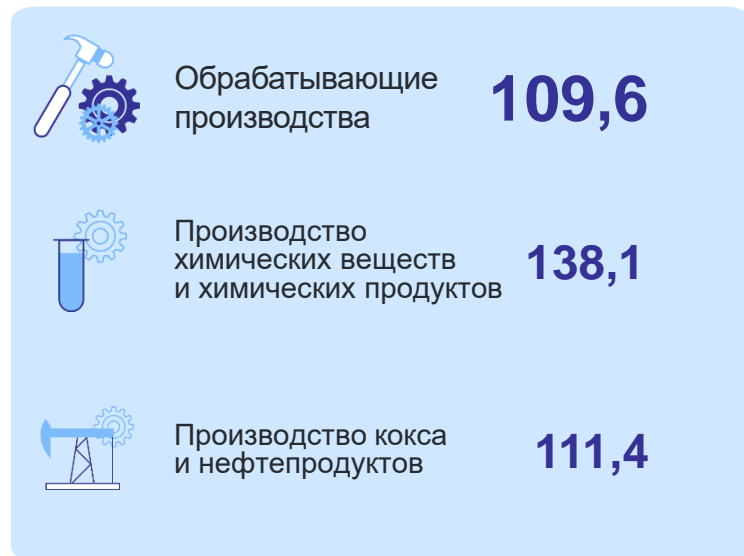 Обрабатывающие
производства
109,6
Производство
химических веществ
и химических продуктов
138,1
Производство кокса
и нефтепродуктов
111,4